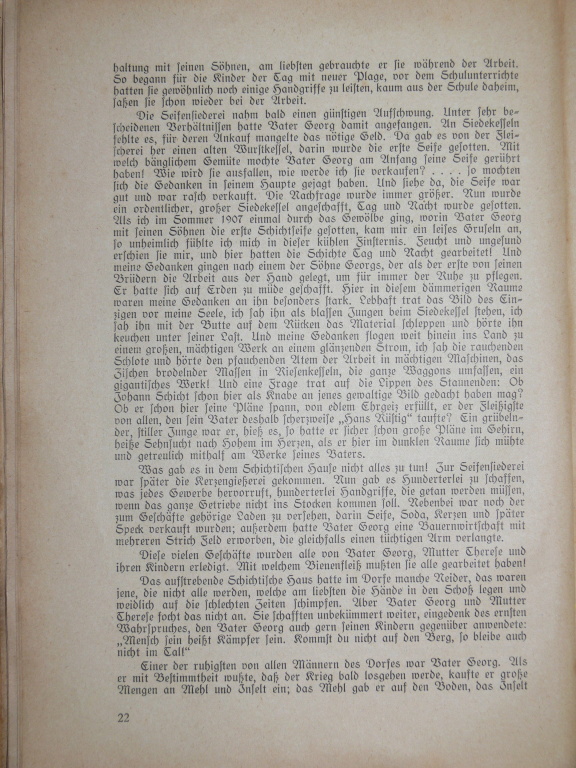 haltung mit seinen Söhnen, am liebsten gebrauchte er sie während der Arbeit.
So begann für die Kinder der Tag mit neuer Plage, vor dem Schulunterrichte
hatten sie gewöhnlich noch einige Handgriffe zu leisten, kaum aus der Schule daheim,
saßen sie schon wieder bei der Arbeit.
Die Seifensiederei nahm bald einen günstigen Aufschwung. Unter sehr be-
scheidenen Verhältnissen hatte Vater Georg damit angefangen. An Siedekesseln
fehlte es, für deren Ankauf mangelte das nötige Geld. Da gab es von der Flei-
scherei her einen alten Wurstkessel, darin wurde die erste Seife gesotten. Mit
welch bänglichem Gemüte mochte Vater Georg am Anfang seine Seife gerührt
haben! Wie wird sie ausfallen, wie werde ich sie verkaufen? . . . . so mochten
sich die Gedanken in seinem Haupte gejagt haben. Und siehe da, die Seife war
gut und war rasch verkauft. Die Nachfrage wurde immer größer. Nun wurde
ein ordentlicher, großer Siedekessel angeschafft, Tag und Nacht wurde gesotten.
Als ich im Sommer 1907 einmal durch das Gewölbe ging, worin Vater Georg
mit seinen Söhnen die erste Schichtseife gesotten, kam mir ein leises Gruseln an,
so unheimlich fühlte ich mich in dieser kühlen Finsternis. Feucht und ungesund
erschien sie mir, und hier hatten die Schichte Tag und Nacht gearbeitet! Und
meine Gedanken gingen nach einem der Söhne Georgs, der als der erste von seinen
Brüdern die Arbeit aus der Hand gelegt, um für immer der Ruhe zu pflegen.
Er hatte sich auf Erden zu müde geschafft. Hier in diesem dämmerigen Raume
waren meine Gedanken an ihn besonders stark. Lebhaft trat das Bild des Ein-
zigen vor meine Seele, ich sah ihn als blassen Jungen beim Siedekessel stehen, ich
sah ihn mit der Butte auf dem Rücken das Material schleppen und hörte ihn
keuchen unter seiner Last. Und meine Gedanken flogen weit hinein ins Land zu
einem großen, mächtigen Werk an einem glänzenden Strom, ich sah die rauchenden
Schlote und hörte den pfauchenden Atem der Arbeit in mächtigen Maschinen, das
Zischen brodelnder Massen in Riesenkesseln, die ganze Waggons umfassen, ein
gigantisches Werk! Und eine Frage trat auf die Lippen des Staunenden: Ob
Johann Schicht schon hier als Knabe an jenes gewaltige Bild gedacht haben mag?
Ob er schon hier seine Pläne spann, von edlem Ehrgeiz erfüllt, er der Fleißigste
von allen, den sein Vater deshalb scherzweise „Hans Rüstig“ taufte? Ein grübeln-
der, stiller Junge war er, hieß es, so hatte er sicher schon große Pläne im Gehirn,
heiße Sehnsucht nach Hohem im Herzen, als er hier im dunklen Raume sich mühte
und getreulich mithalf am Werke seines Vaters.
Was gab es in dem Schichtischen Hause nicht alles zu tun! Zur Seifensiederei
war später die Kerzengießerei gekommen. Nun gab es Hunderterlei zu schaffen,
was jedes Gewerbe hervorruft, hunderterlei Handgriffe, die getan werden müssen,
wenn das ganze Getriebe nicht ins Stocken kommen soll. Nebenbei war noch der
zum Geschäfte gehörige Laden zu versehen, darin Seife, Soda, Kerzen und später
Speck verkauft wurden; außerdem hatte Vater Georg eine Bauernwirtschaft mit
mehreren Strich Feld erworben, die gleichfalls einen tüchtigen Arm verlangte.
Diese vielen Geschäfte wurden alle von Vater Georg, Mutter Therese und
ihren Kindern erledigt. Mit welchem Bienenfleiß mußten sie alle gearbeitet haben!
Das aufstrebende Schichtische Haus hatte im Dorfe manche Neider, das waren
jene, die nicht alle werden, welche am liebsten die Hände in den Schoß legen und
weidlich auf die schlechten Zeiten schimpfen. Aber Vater Georg und Mutter
Therese focht das nicht an. Sie schafften unbekümmert weiter, eingedenk des ernsten
Wahrspruches, den Vater Georg auch gern seinen Kindern gegenüber anwendete:
„Mensch sein heißt Kämpfer sein. Kommst du nicht auf den Berg, so bleibe auch
nicht im Tal!“
Einer der ruhigsten von allen Männern des Dorfes war Vater Georg. Als
er mit Bestimmtheit wußte, daß der Krieg bald losgehen werde, kaufte er große
Mengen an Mehl und Inselt ein; das Mehl gab er auf den Boden, das Inselt
22